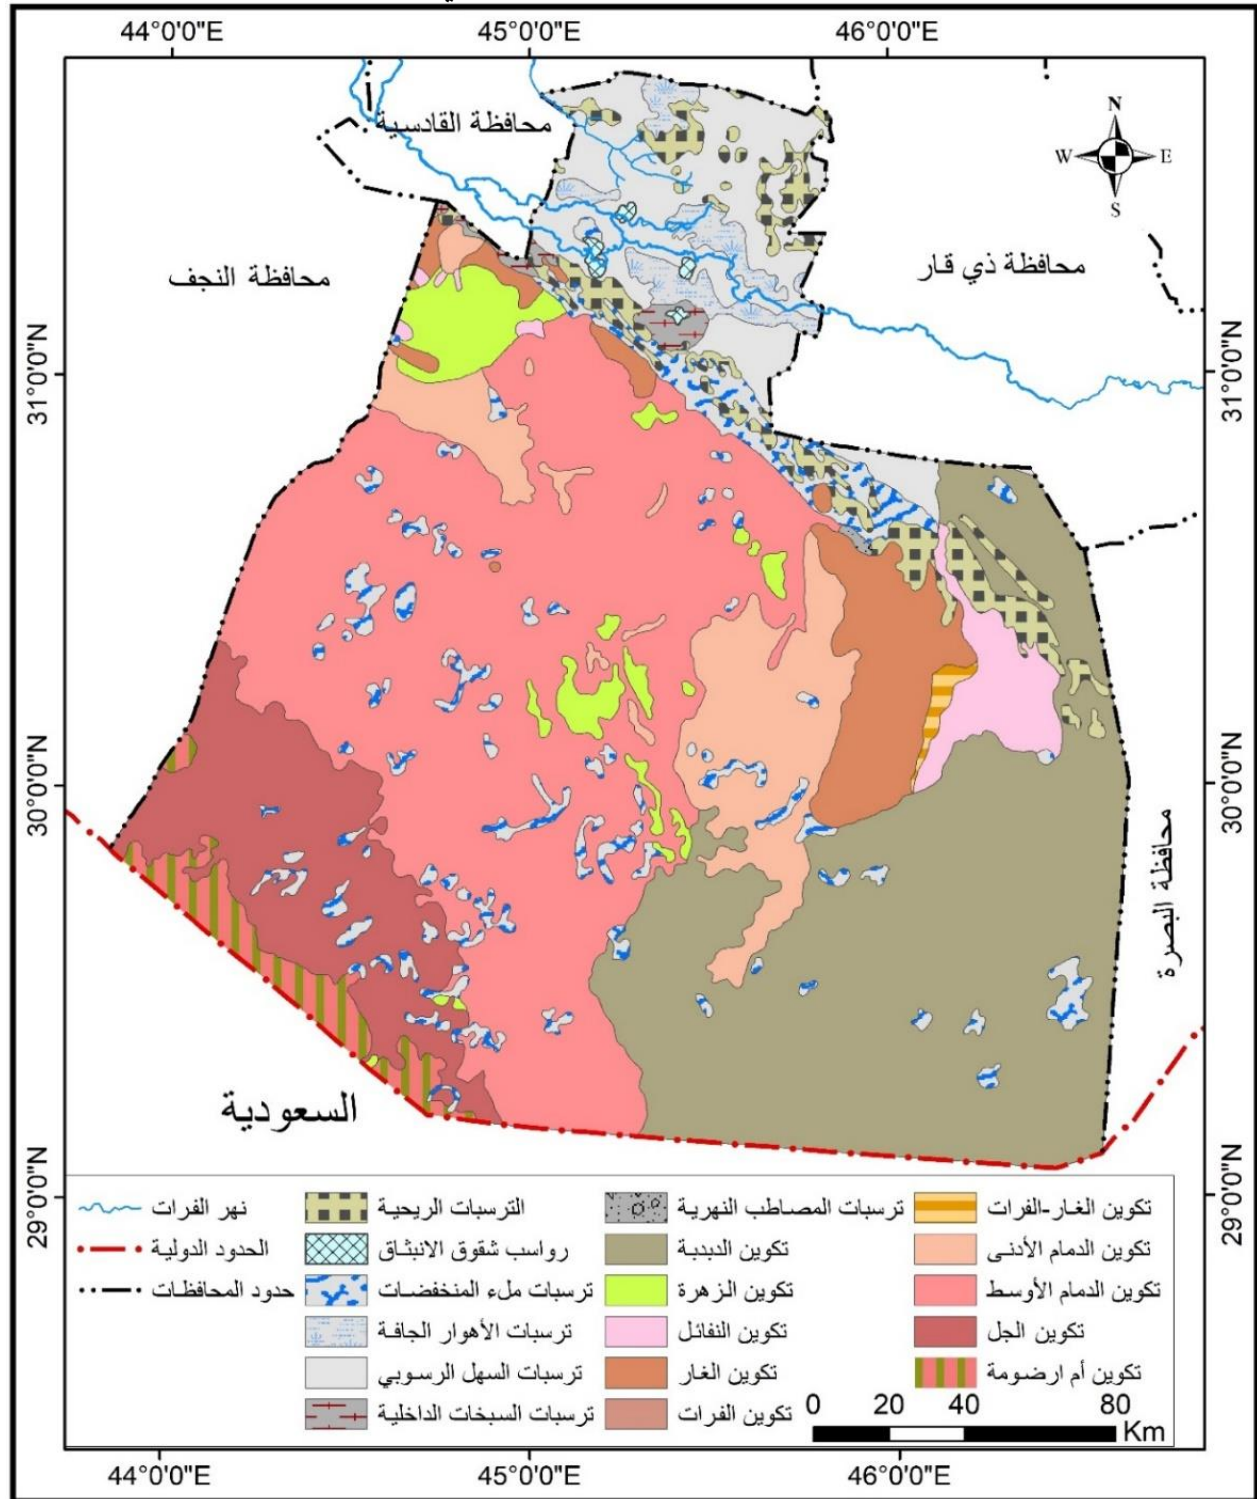 44°0'0"E 45°0'0"E 46°0'0"E
N
W E
S
محافظة القادسية
محافظة النجف
محافظة ذي قار
31°0'0"N 31°0'0"N
30°0'0"N 30°0'0"N
محافظة البصرة
السعودية
29°0'0"N 29°0'0"N
نهر الفرات
الحدود الدولية
حدود المحافظات
الترسبات الريحية
رواسب شقوق الانبثاق
ترسبات ملء المنخفضات
ترسبات الأهوار الجافة
ترسبات السهل الرسوبي
ترسبات السبخات الداخلية
ترسبات المصاطب النهرية
تكوين الدبدبة
تكوين الزهرة
تكوين النفائل
تكوين الغار
تكوين الفرات
تكوين الغار-الفرات
تكوين الدمام الأدنى
تكوين الدمام الأوسط
تكوين الجل
تكوين أم ارضومة
0 20 40 80
Km
44°0'0"E 45°0'0"E 46°0'0"E